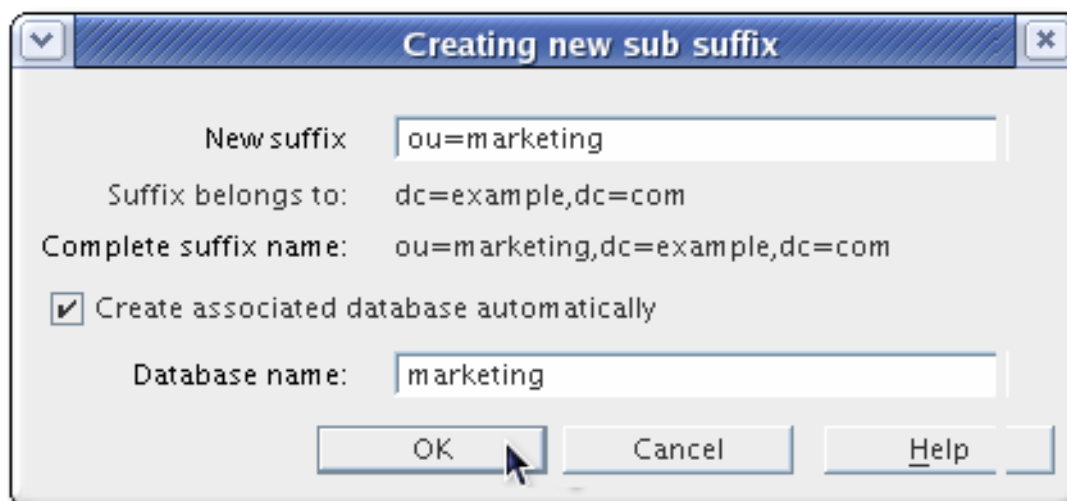 Creating new sub suffix
New suffix ou=marketing
Suffix belongs to: dc=example,dc=com
Complete suffix name: ou=marketing,dc=example,dc=com
Create associated database automatically
Database name: marketing
OK Cancel Help